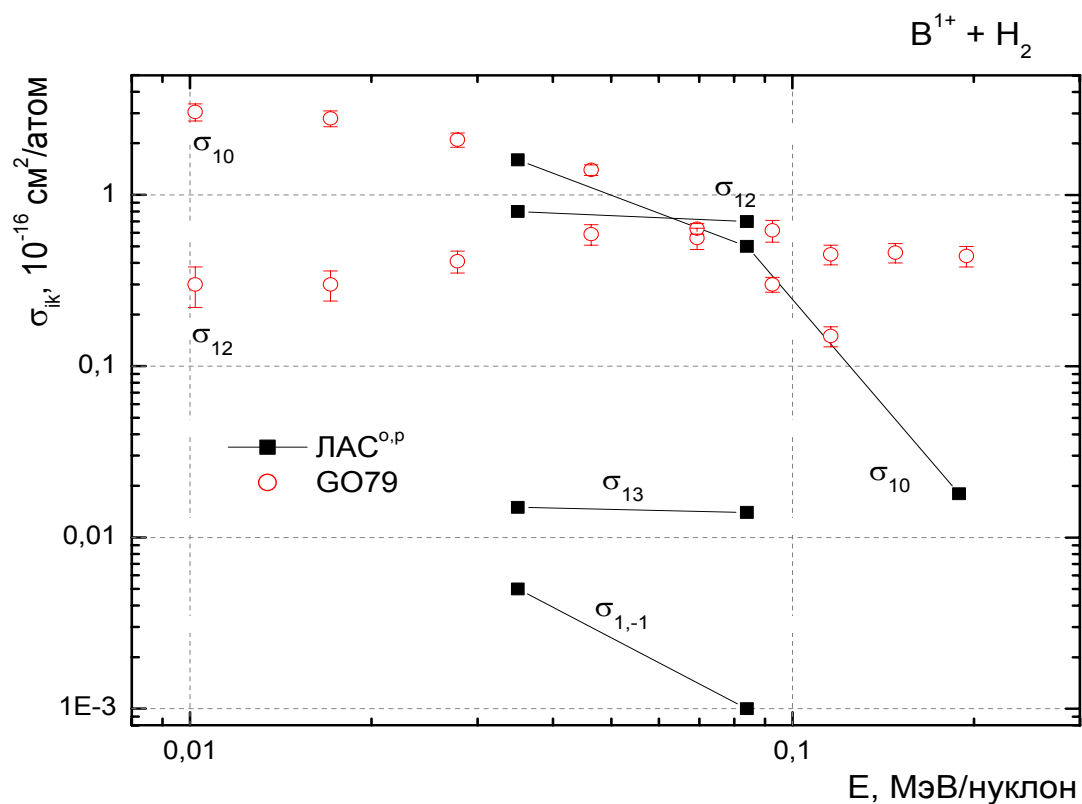 B¹⁺ + H₂
σᵢₖ, 10⁻¹⁶ см²/атом
1
0,1
0,01
1E-3
σ₁₀
σ₁₂
σ₁₂
ЛАСᵒ,ᵖ
GO79
σ₁₃
σ₁₀
σ₁,₋₁
0,01
0,1
E, МэВ/нуклон